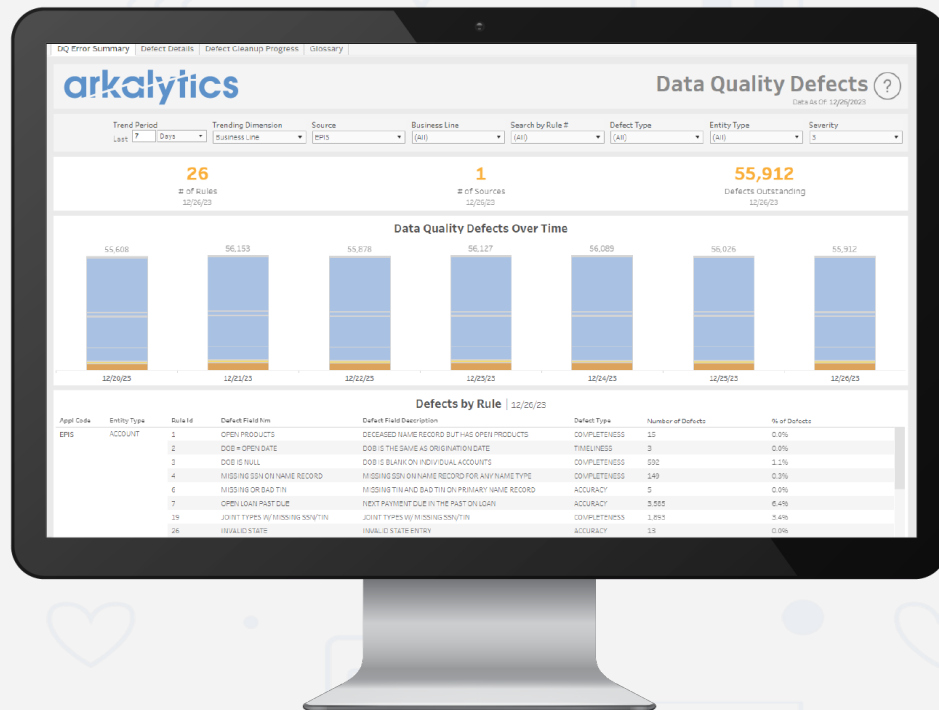 DQ Error Summary Defect Details Defect Cleanup Progress Glossary
arkalytics
Data Quality Defects ?
Data As Of: 12/26/2023
Trend Period Trending Dimension Source Business Line Search by Rule # Defect Type Entity Type Severity
Last 7 Days Business Line EPIS (All) (All) (All) (All) 3
26 1 55,912
# of Rules # of Sources Defects Outstanding
12/26/23 12/26/23 12/26/23
Data Quality Defects Over Time
55,608 56,153 55,878 56,127 56,089 56,026 55,912
12/20/23 12/21/23 12/22/23 12/23/23 12/24/23 12/25/23 12/26/23
Defects by Rule | 12/26/23
Appl Code Entity Type Rule Id Defect Field Nm Defect Field Description Defect Type Number of Defects % of Defects
EPIS ACCOUNT 1 OPEN PRODUCTS DECEASED NAME RECORD BUT HAS OPEN PRODUCTS COMPLETENESS 15 0.0%
2 DOB = OPEN DATE DOB IS THE SAME AS ORIGINATION DATE TIMELINESS 3 0.0%
3 DOB IS NULL DOB IS BLANK ON INDIVIDUAL ACCOUNTS COMPLETENESS 592 1.1%
4 MISSING SSN ON NAME RECORD MISSING SSN ON NAME RECORD FOR ANY NAME TYPE COMPLETENESS 149 0.3%
6 MISSING OR BAD TIN MISSING TIN AND BAD TIN ON PRIMARY NAME RECORD ACCURACY 5 0.0%
7 OPEN LOAN PAST DUE NEXT PAYMENT DUE IN THE PAST ON LOAN ACCURACY 3,585 6.4%
19 JOINT TYPES W/ MISSING SSN/TIN JOINT TYPES W/ MISSING SSN/TIN COMPLETENESS 1,893 3.4%
26 INVALID STATE INVALID STATE ENTRY ACCURACY 13 0.0%